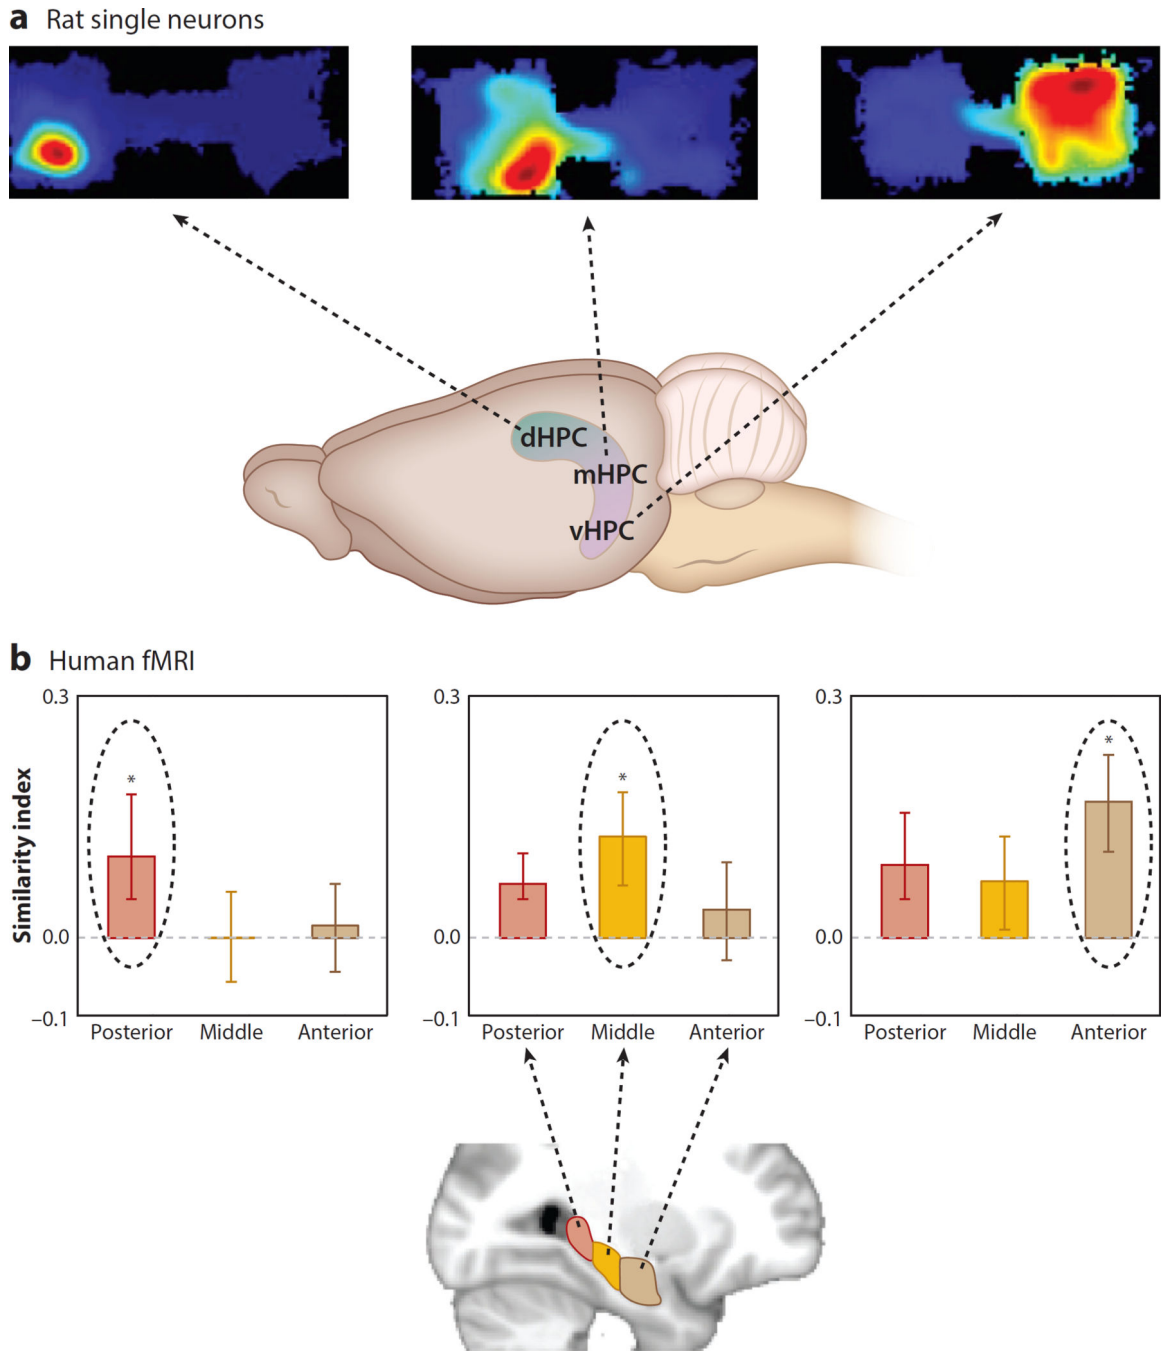 a Rat single neurons
dHPC
mHPC
vHPC
b Human fMRI
Similarity index
0.3
*
0.0
–0.1
Posterior Middle Anterior
0.3
*
0.0
–0.1
Posterior Middle Anterior
0.3
*
0.0
–0.1
Posterior Middle Anterior